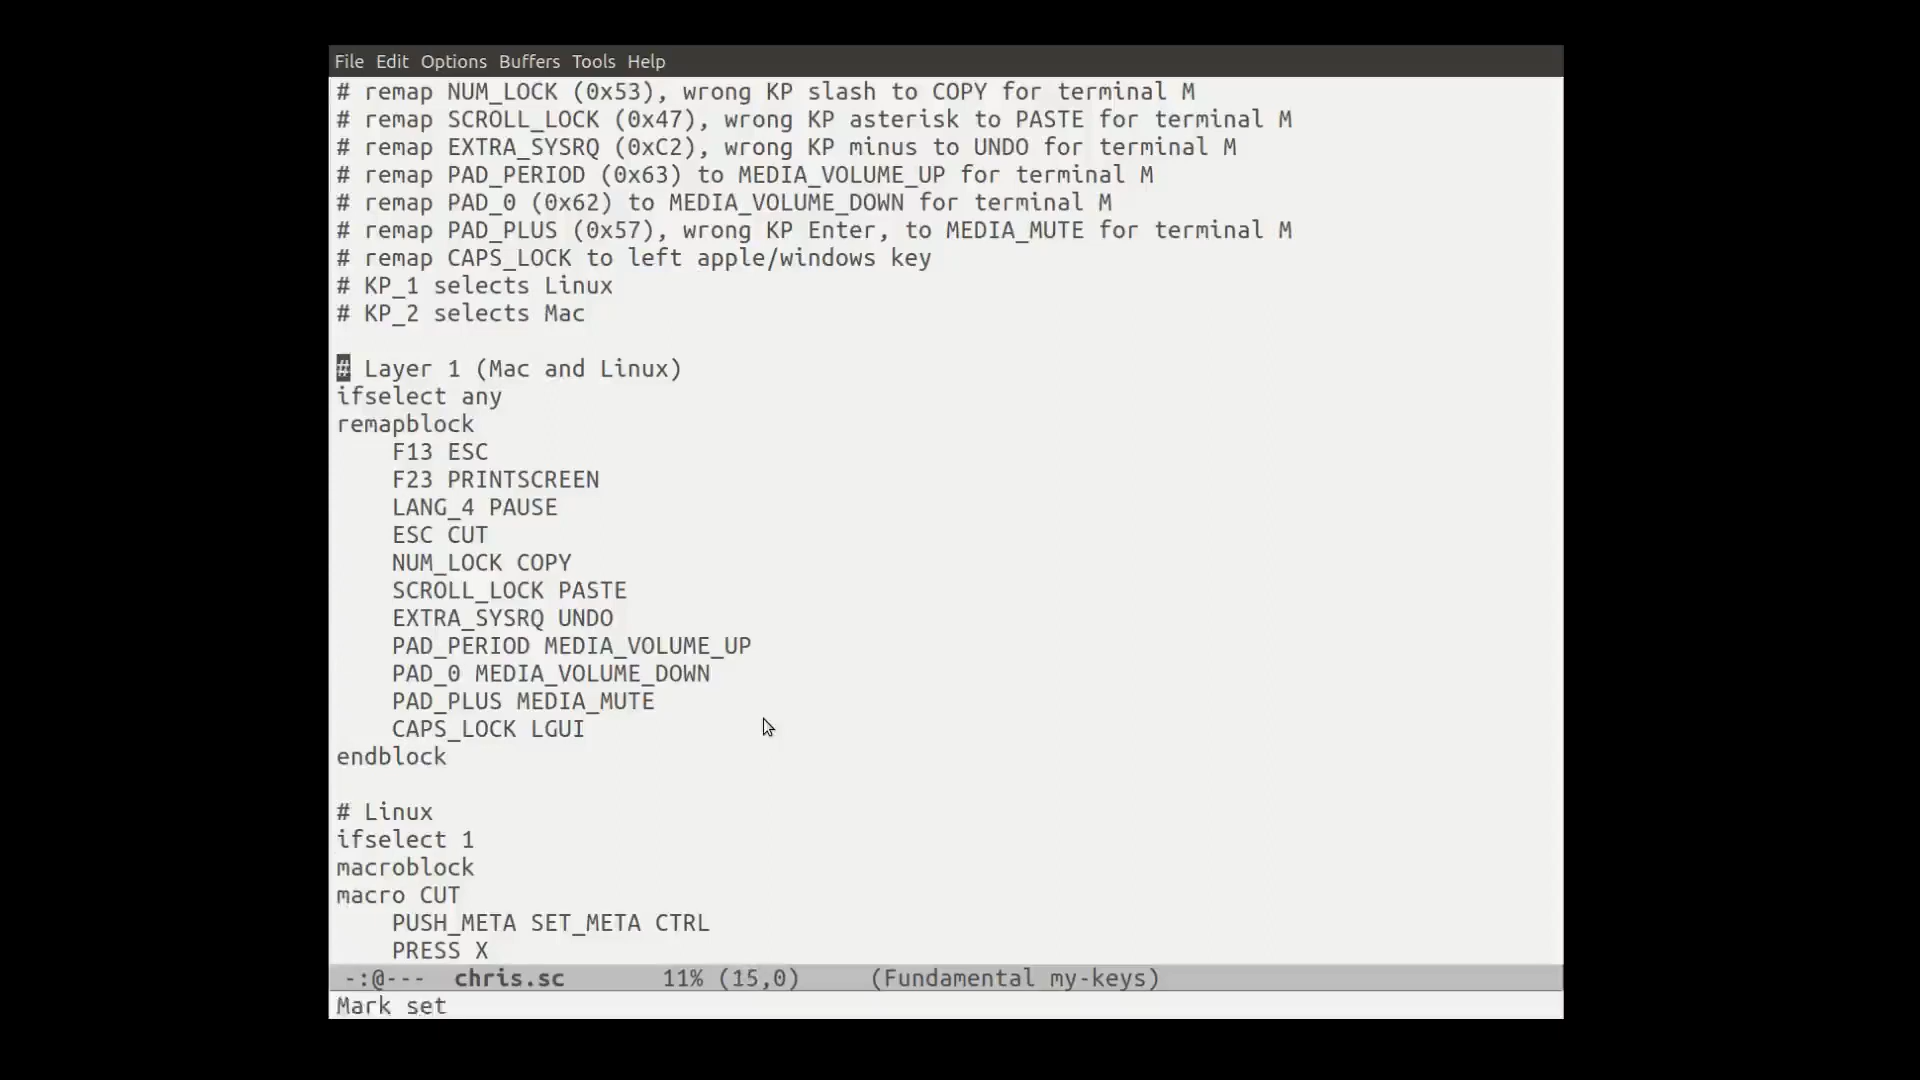 File Edit Options Buffers Tools Help
# remap NUM_LOCK (0x53), wrong KP slash to COPY for terminal M
# remap SCROLL_LOCK (0x47), wrong KP asterisk to PASTE for terminal M
# remap EXTRA_SYSRQ (0xC2), wrong KP minus to UNDO for terminal M
# remap PAD_PERIOD (0x63) to MEDIA_VOLUME_UP for terminal M
# remap PAD_0 (0x62) to MEDIA_VOLUME_DOWN for terminal M
# remap PAD_PLUS (0x57), wrong KP Enter, to MEDIA_MUTE for terminal M
# remap CAPS_LOCK to left apple/windows key
# KP_1 selects Linux
# KP_2 selects Mac
# Layer 1 (Mac and Linux)
ifselect any
remapblock
F13 ESC
F23 PRINTSCREEN
LANG_4 PAUSE
ESC CUT
NUM_LOCK COPY
SCROLL_LOCK PASTE
EXTRA_SYSRQ UNDO
PAD_PERIOD MEDIA_VOLUME_UP
PAD_0 MEDIA_VOLUME_DOWN
PAD_PLUS MEDIA_MUTE
CAPS_LOCK LGUI
endblock
# Linux
ifselect 1
macroblock
macro CUT
PUSH_META SET_META CTRL
PRESS X
-:@--- chris.sc 11% (15,0) (Fundamental my-keys)
Mark set